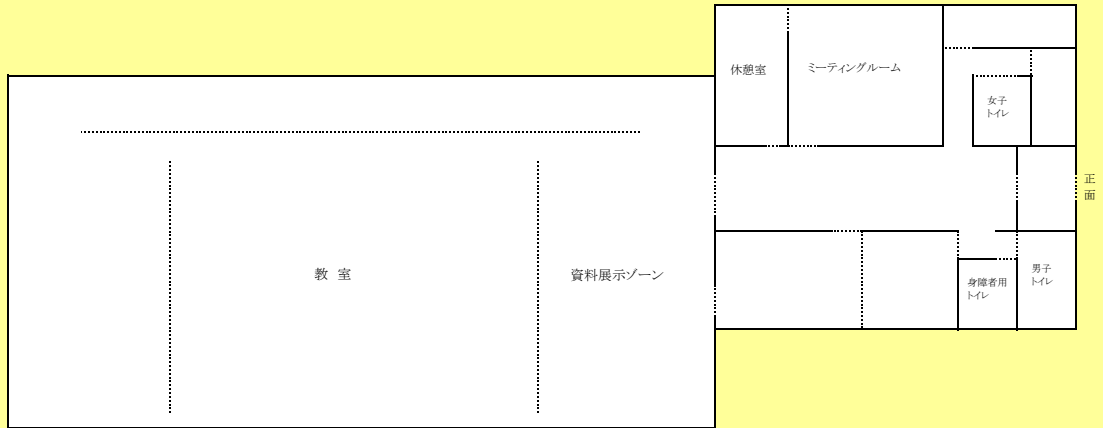 休憩室
ミーティングルーム
女子
トイレ
正
面
教 室
資料展示ゾーン
身障者用
トイレ
男子
トイレ